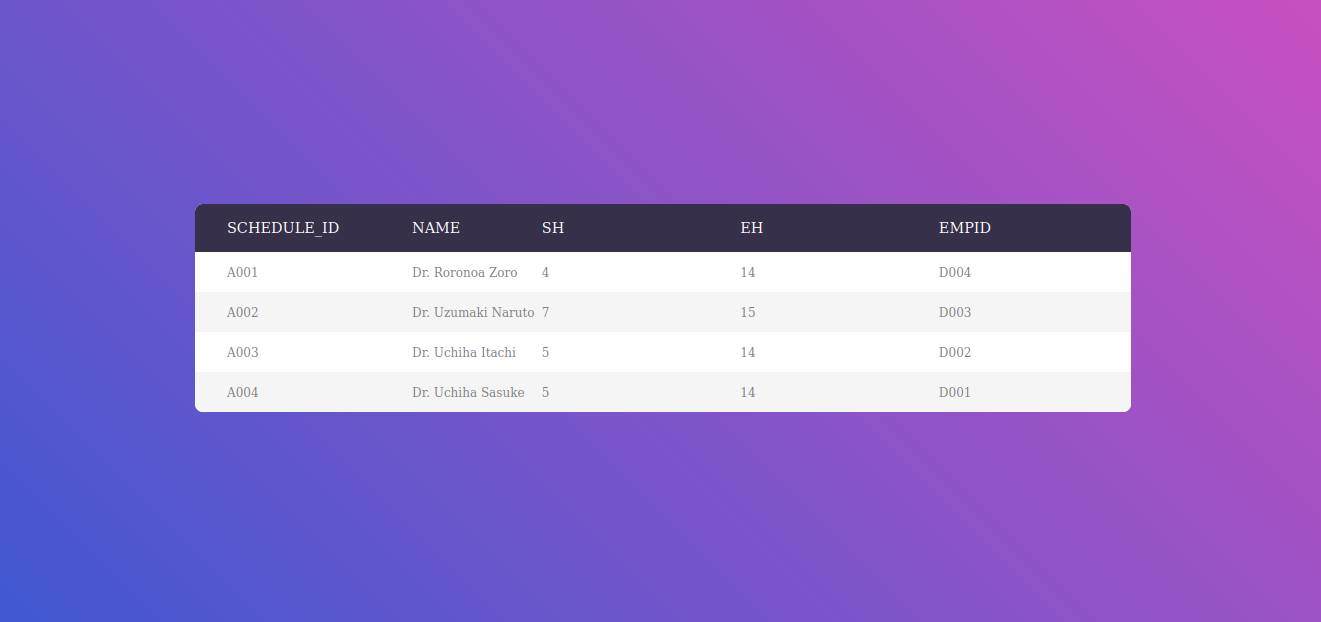 SCHEDULE_ID NAME SH EH EMPID
A001 Dr. Roronoa Zoro 4 14 D004
A002 Dr. Uzumaki Naruto 7 15 D003
A003 Dr. Uchiha Itachi 5 14 D002
A004 Dr. Uchiha Sasuke 5 14 D001